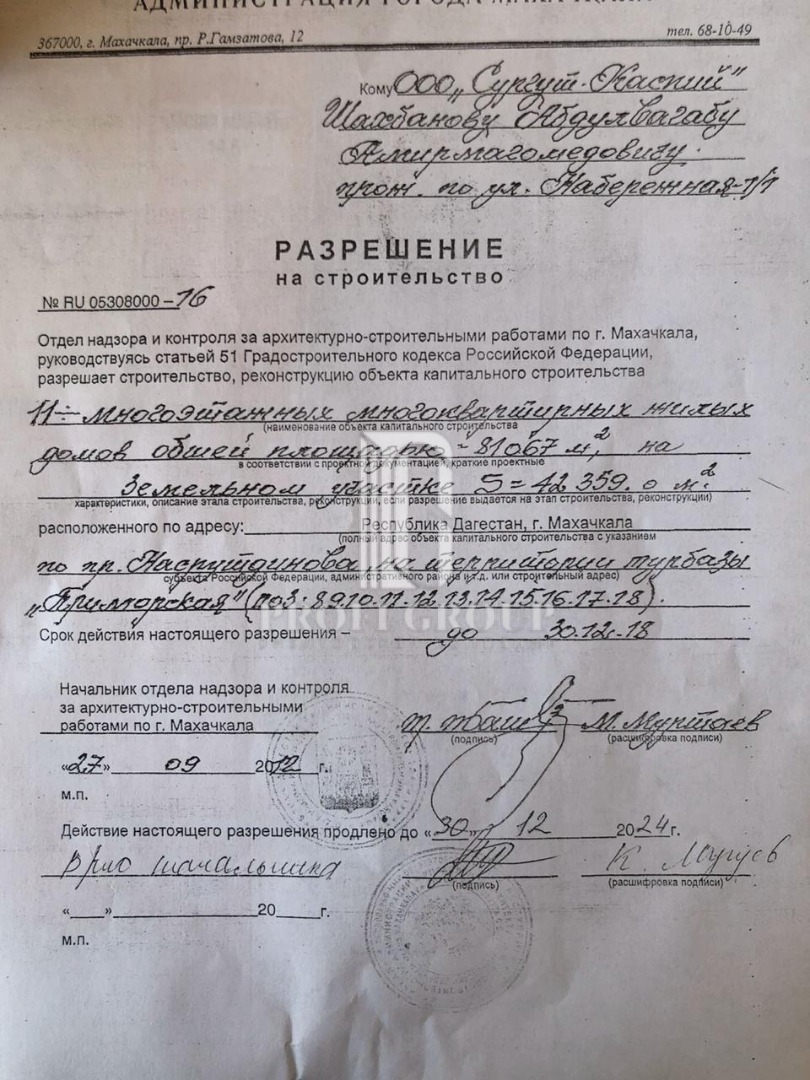 АДМИНИСТРАЦИЯ ГОРОДА МАХАЧКАЛА
367000, г. Махачкала, пр. Р.Гамзатова, 12
тел. 68-10-49
Кому ООО „Сургут-Каспий"
Шахбанову Абдулвагабу
Амирмагомедовичу.
прож. по ул. Набережная-1/1
РАЗРЕШЕНИЕ
на строительство
№ RU 05308000 –16
Отдел надзора и контроля за архитектурно-строительными работами по г. Махачкала,
руководствуясь статьей 51 Градостроительного кодекса Российской Федерации,
разрешает строительство, реконструкцию объекта капитального строительства
11 – многоэтажных многоквартирных жилых
(наименование объекта капитального строительства
домов общей площадью = 81067 м², на
в соответствии с проектной документацией, краткие проектные
земельном участке S = 42 359.0 м²
характеристики, описание этапа строительства, реконструкции, если разрешение выдается на этап строительства, реконструкции)
расположенного по адресу: Республика Дагестан, г. Махачкала
(полный адрес объекта капитального строительства с указанием
по пр. Насрутдинова, на территории турбазы
субъекта Российской Федерации, административного района и т.д. или строительный адрес)
„Приморская" (поз: 8.9.10.11.12.13.14.15.16.17.18).
PROFI GROUP
Срок действия настоящего разрешения – до 30.12.18
Начальник отдела надзора и контроля
за архитектурно-строительными
работами по г. Махачкала М. Муртаев
(подпись) (расшифровка подписи)
«27» 09 2012 г.
м.п.
Действие настоящего разрешения продлено до «30» 12 2024 г.
Врио начальника К. Магуев
(подпись) (расшифровка подписи)
«___» 20 г.
м.п.